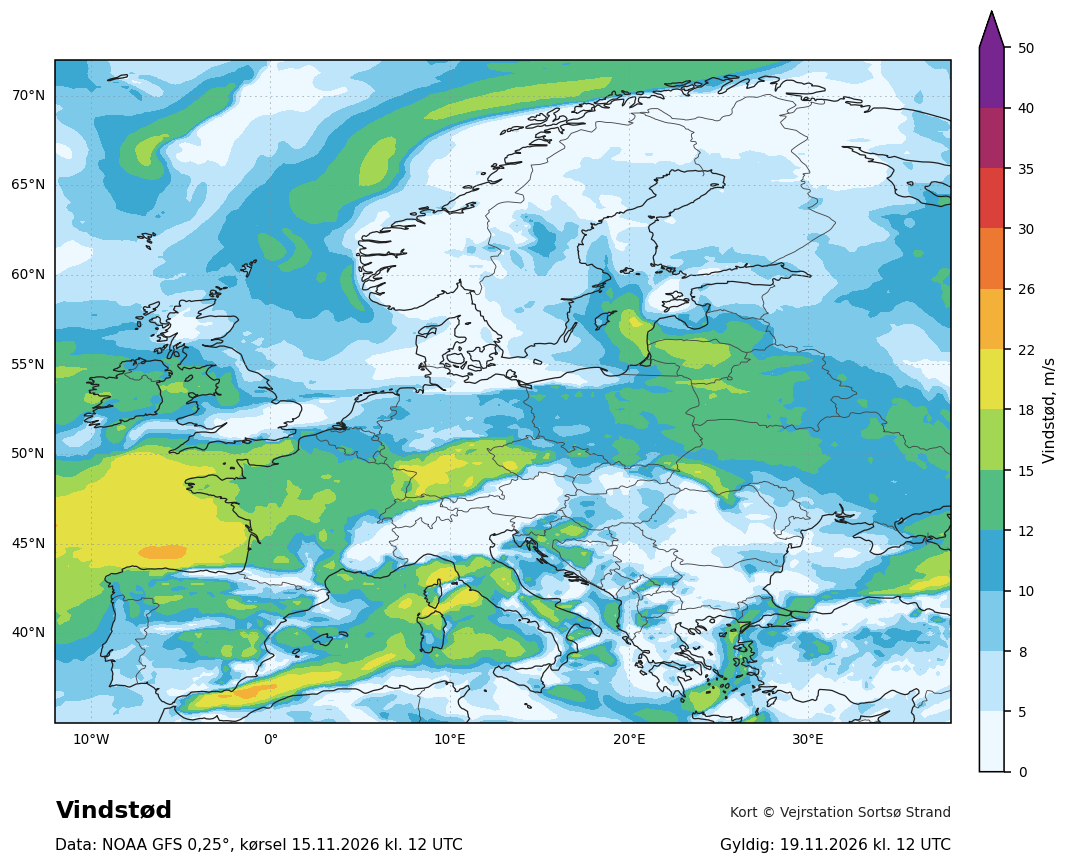 70°N
65°N
60°N
55°N
50°N
45°N
40°N
10°W
0°
10°E
20°E
30°E
50
40
35
30
26
22
18
15
12
10
8
5
0
Vindstød, m/s
Vindstød
Kort © Vejrstation Sortsø Strand
Data: NOAA GFS 0,25°, kørsel 15.11.2026 kl. 12 UTC
Gyldig: 19.11.2026 kl. 12 UTC